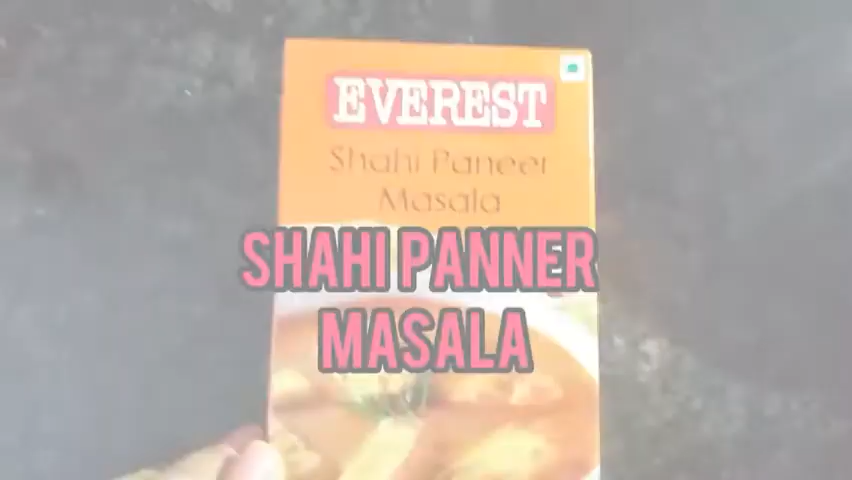 EVEREST
Shahi Paneer
Masala
SHAHI PANNER
MASALA